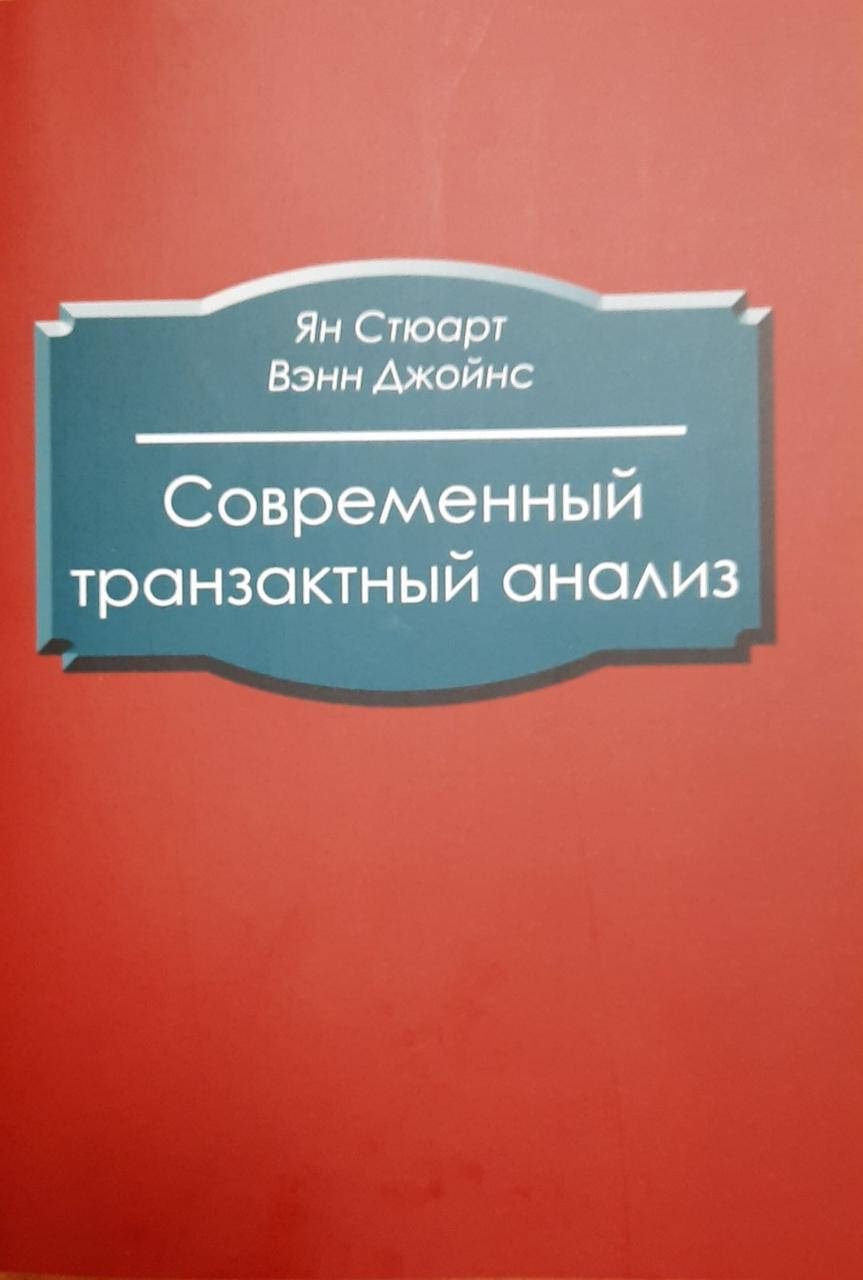 Ян Стюарт
Вэнн Джойнс
Современный
транзактный анализ